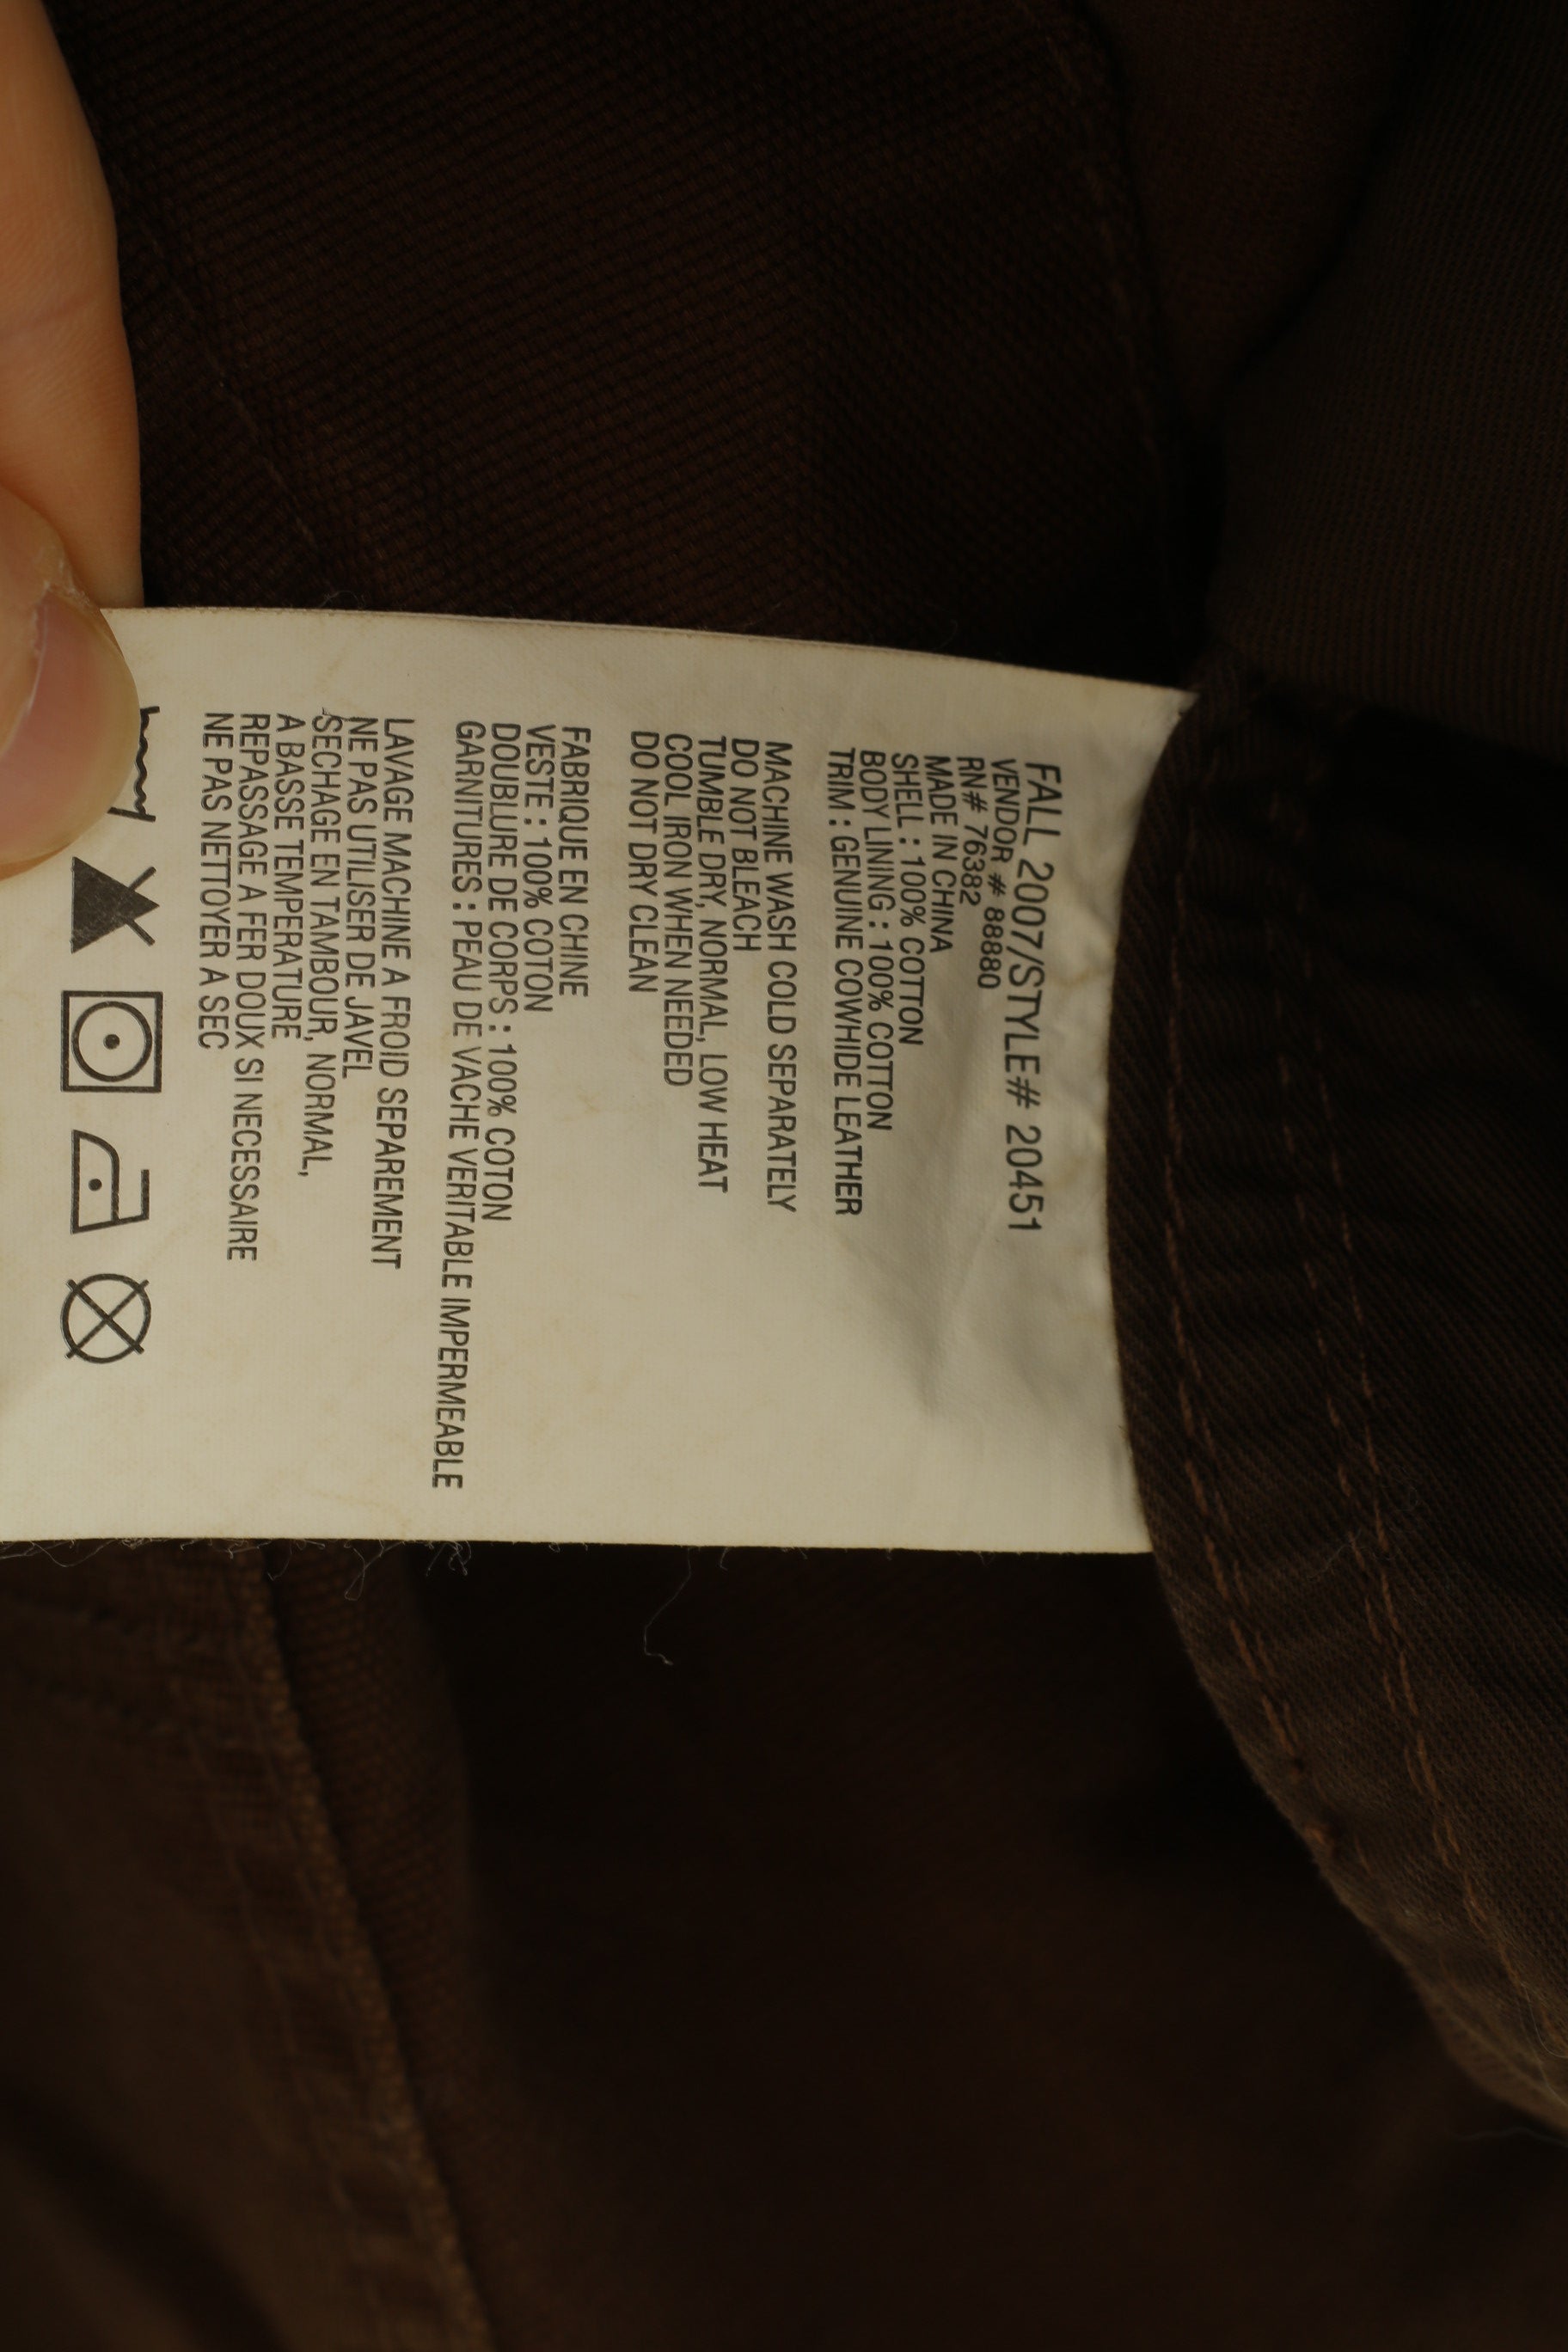 FALL 2007/STYLE# 20451
VENDOR # 88880
RN# 76382
MADE IN CHINA
SHELL : 100% COTTON
BODY LINING : 100% COTTON
TRIM : GENUINE COWHIDE LEATHER
MACHINE WASH COLD SEPARATELY
DO NOT BLEACH
TUMBLE DRY, NORMAL, LOW HEAT
COOL IRON WHEN NEEDED
DO NOT DRY CLEAN
FABRIQUE EN CHINE
VESTE : 100% COTON
DOUBLURE DE CORPS : 100% COTON
GARNITURES : PEAU DE VACHE VERITABLE IMPERMEABLE
LAVAGE MACHINE A FROID SEPAREMENT
NE PAS UTILISER DE JAVEL
SECHAGE EN TAMBOUR, NORMAL,
A BASSE TEMPERATURE
REPASSAGE A FER DOUX SI NECESSAIRE
NE PAS NETTOYER A SEC